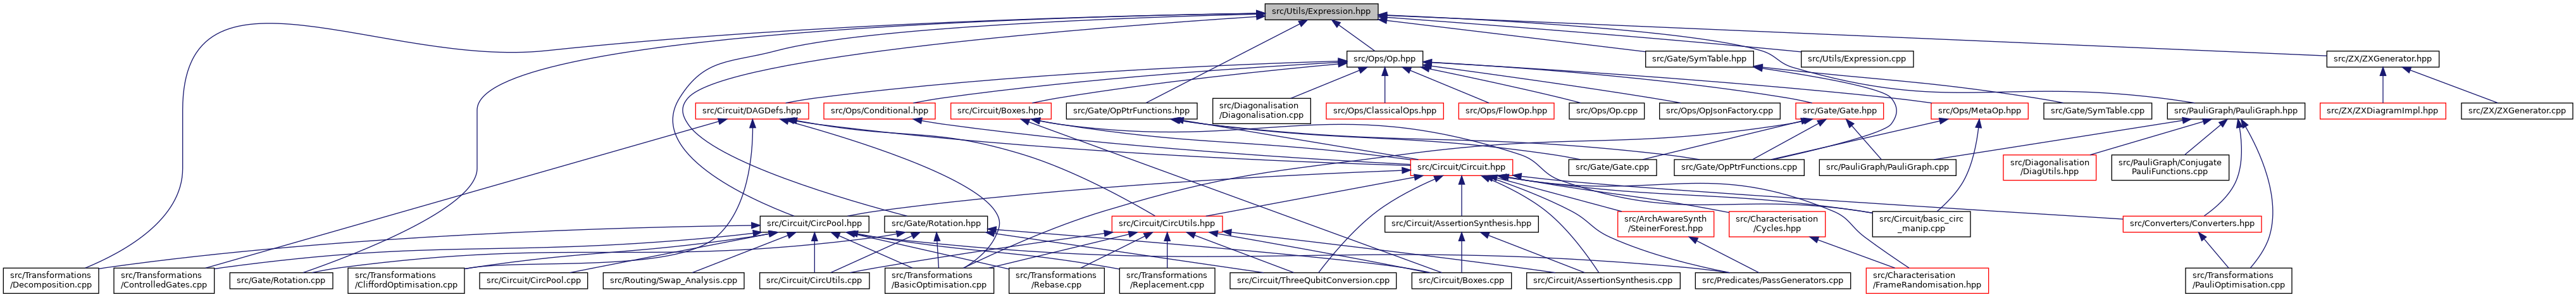 src/Utils/Expression.hpp
src/Ops/Op.hpp
src/Gate/SymTable.hpp
src/Utils/Expression.cpp
src/ZX/ZXGenerator.hpp
src/Circuit/DAGDefs.hpp
src/Ops/Conditional.hpp
src/Circuit/Boxes.hpp
src/Gate/OpPtrFunctions.hpp
src/Diagonalisation
/Diagonalisation.cpp
src/Ops/ClassicalOps.hpp
src/Ops/FlowOp.hpp
src/Ops/Op.cpp
src/Ops/OpJsonFactory.cpp
src/Gate/Gate.hpp
src/Ops/MetaOp.hpp
src/Gate/SymTable.cpp
src/PauliGraph/PauliGraph.hpp
src/ZX/ZXDiagramImpl.hpp
src/ZX/ZXGenerator.cpp
src/Circuit/Circuit.hpp
src/Gate/Gate.cpp
src/Gate/OpPtrFunctions.cpp
src/PauliGraph/PauliGraph.cpp
src/Diagonalisation
/DiagUtils.hpp
src/PauliGraph/Conjugate
PauliFunctions.cpp
src/Circuit/CircPool.hpp
src/Gate/Rotation.hpp
src/Circuit/CircUtils.hpp
src/Circuit/AssertionSynthesis.hpp
src/ArchAwareSynth
/SteinerForest.hpp
src/Characterisation
/Cycles.hpp
src/Circuit/basic_circ
_manip.cpp
src/Converters/Converters.hpp
src/Transformations
/Decomposition.cpp
src/Transformations
/ControlledGates.cpp
src/Gate/Rotation.cpp
src/Transformations
/CliffordOptimisation.cpp
src/Circuit/CircPool.cpp
src/Routing/Swap_Analysis.cpp
src/Circuit/CircUtils.cpp
src/Transformations
/BasicOptimisation.cpp
src/Transformations
/Rebase.cpp
src/Transformations
/Replacement.cpp
src/Circuit/ThreeQubitConversion.cpp
src/Circuit/Boxes.cpp
src/Circuit/AssertionSynthesis.cpp
src/Predicates/PassGenerators.cpp
src/Characterisation
/FrameRandomisation.hpp
src/Transformations
/PauliOptimisation.cpp